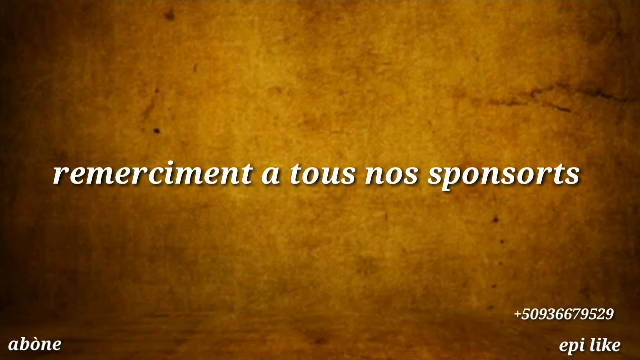 remerciment a tous nos sponsorts
+50936679529
abòne
epi like